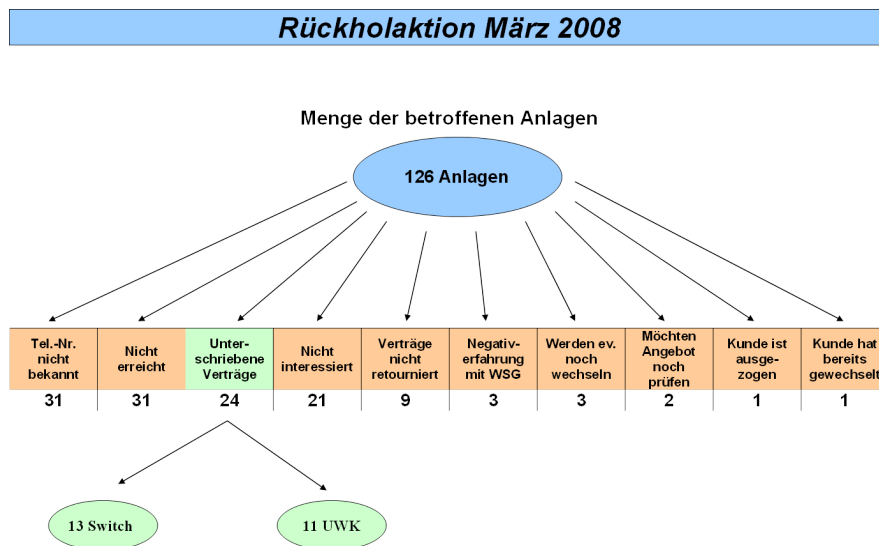 Rückholaktion März 2008
Menge der betroffenen Anlagen
126 Anlagen
Tel.-Nr.
nicht
bekannt
Nicht
erreicht
Unter-
schriebene
Verträge
Nicht
interessiert
Verträge
nicht
retourniert
Negativ-
erfahrung
mit WSG
Werden ev.
noch
wechseln
Möchten
Angebot
noch
prüfen
Kunde ist
ausge-
zogen
Kunde hat
bereits
gewechselt
31
31
24
21
9
3
3
2
1
1
13 Switch
11 UWK